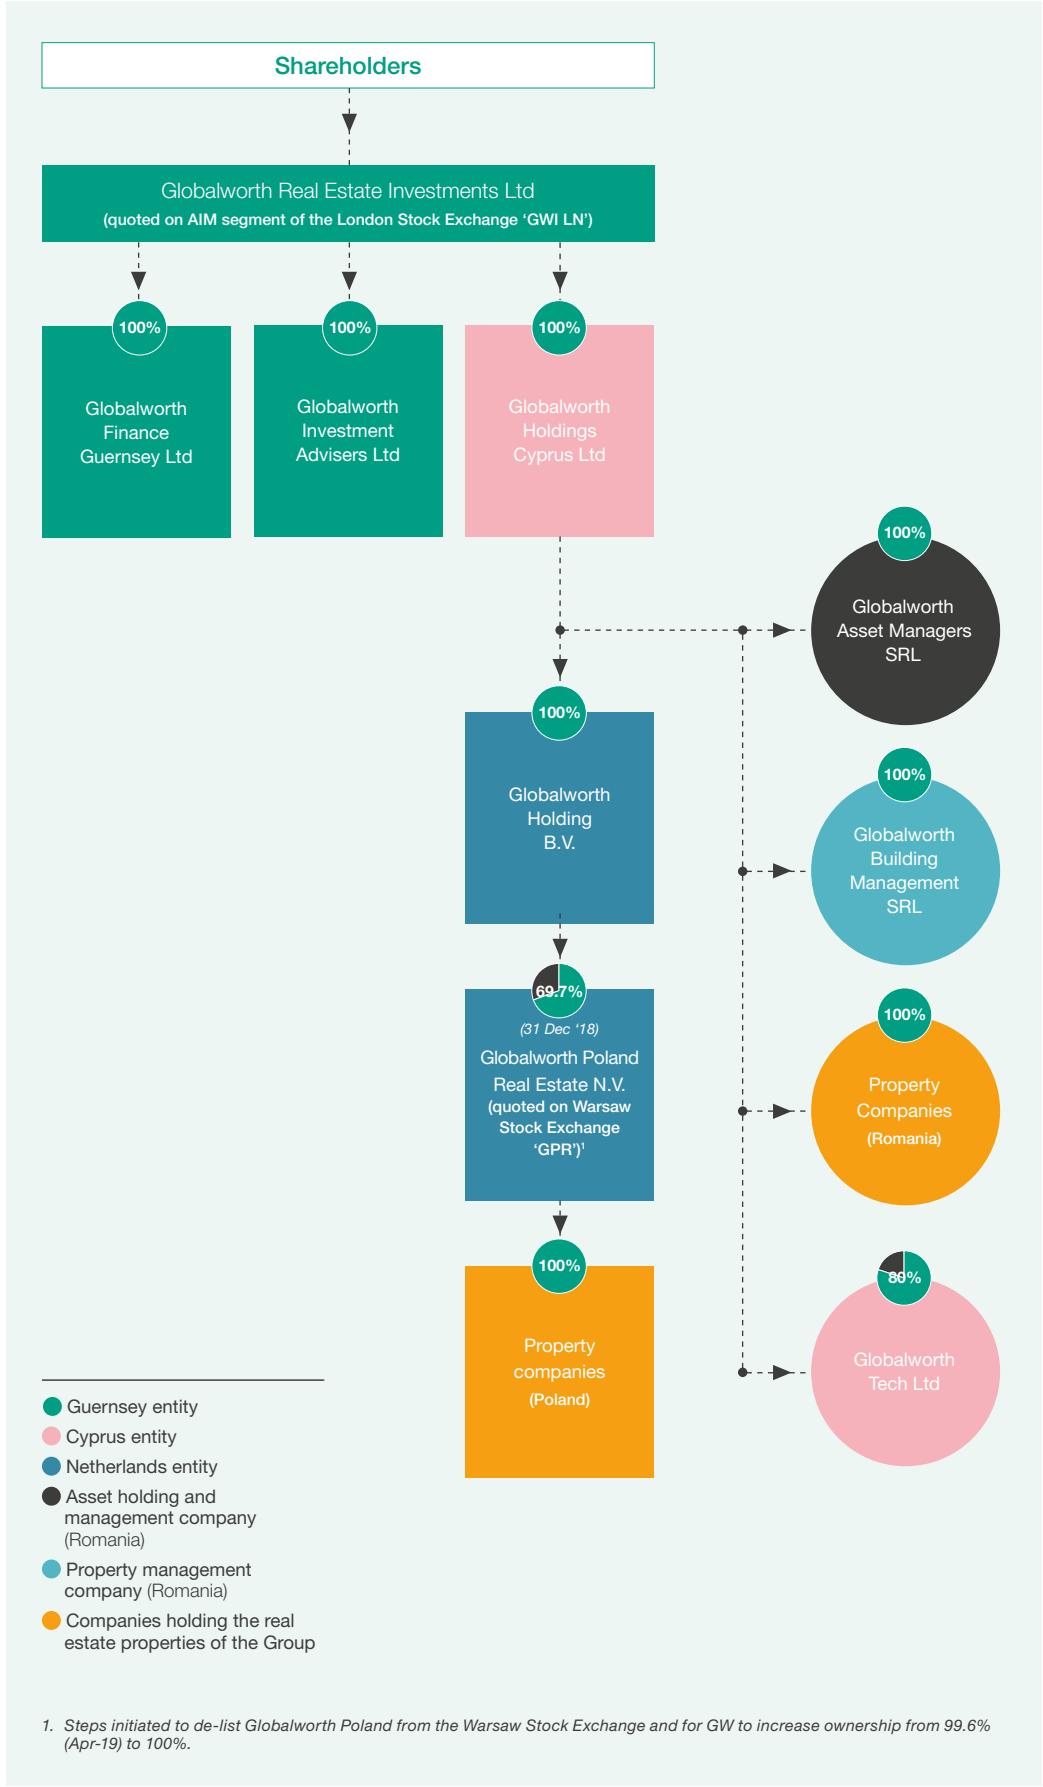 Shareholders
Globalworth Real Estate Investments Ltd
(quoted on AIM segment of the London Stock Exchange ‘GWI LN’)
100%
Globalworth
Finance
Guernsey Ltd
100%
Globalworth
Investment
Advisers Ltd
100%
Globalworth
Holdings
Cyprus Ltd
100%
Globalworth
Asset Managers
SRL
100%
Globalworth
Holding
B.V.
100%
Globalworth
Building
Management
SRL
69.7%
(31 Dec ‘18)
Globalworth Poland
Real Estate N.V.
(quoted on Warsaw
Stock Exchange
‘GPR’)¹
100%
Property
Companies
(Romania)
100%
Property
companies
(Poland)
80%
Globalworth
Tech Ltd
Guernsey entity
Cyprus entity
Netherlands entity
Asset holding and
management company
(Romania)
Property management
company (Romania)
Companies holding the real
estate properties of the Group
1. Steps initiated to de-list Globalworth Poland from the Warsaw Stock Exchange and for GW to increase ownership from 99.6%
(Apr-19) to 100%.